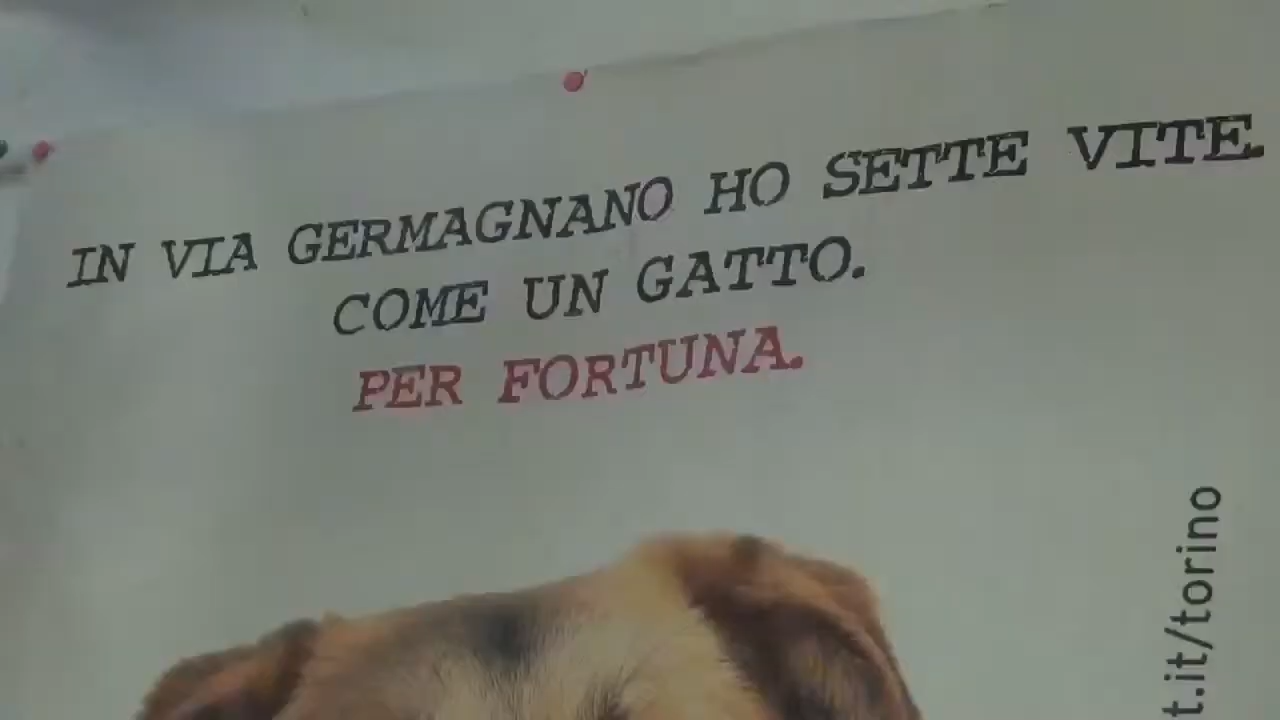 IN VIA GERMAGNANO HO SETTE VITE.
COME UN GATTO.
PER FORTUNA.
t.it/torino